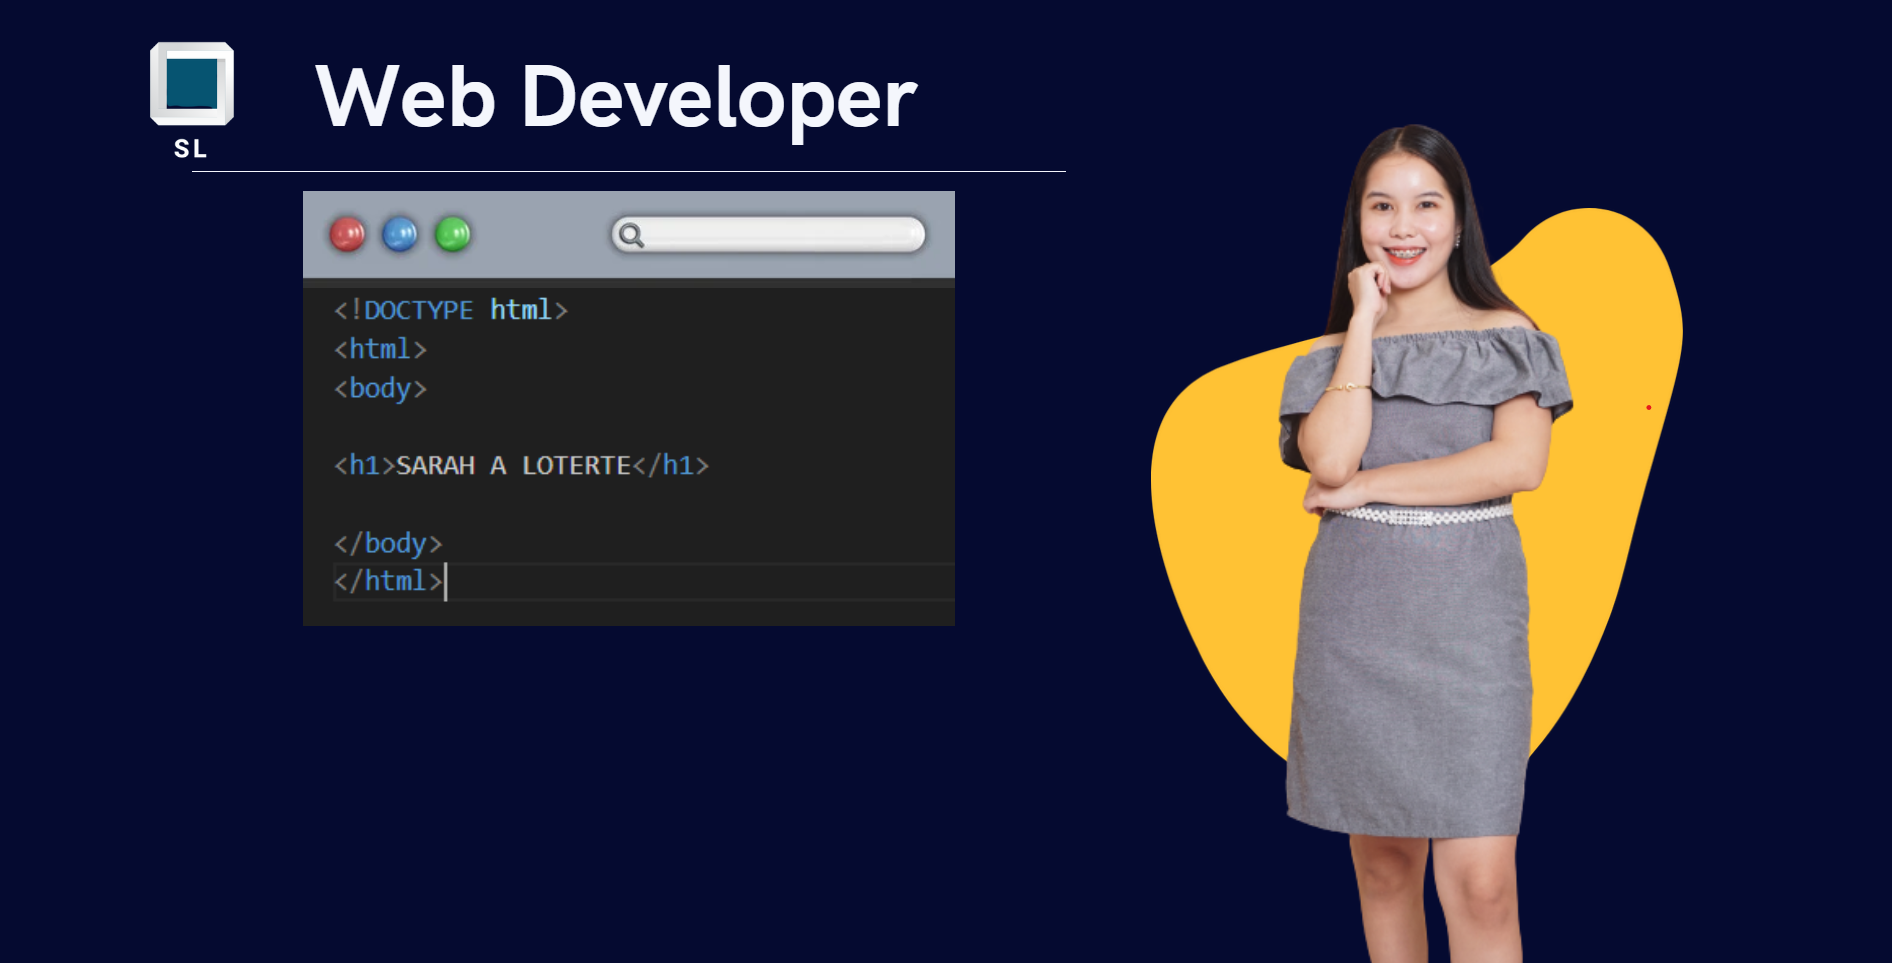 SL
Web Developer
<!DOCTYPE html>
<html>
<body>
<h1>SARAH A LOTERTE</h1>
</body>
</html>